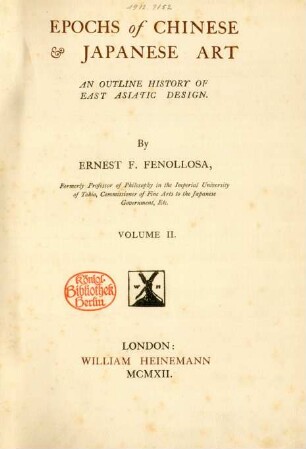 1912. 9152
EPOCHS of CHINESE
& JAPANESE ART
AN OUTLINE HISTORY OF
EAST ASIATIC DESIGN.
By
ERNEST F. FENOLLOSA,
Formerly Professor of Philosophy in the Imperial University
of Tokio, Commissioner of Fine Arts to the Japanese
Government, Etc.
VOLUME II.
Königl.
Bibliothek
Berlin
W H
LONDON:
WILLIAM HEINEMANN
MCMXII.